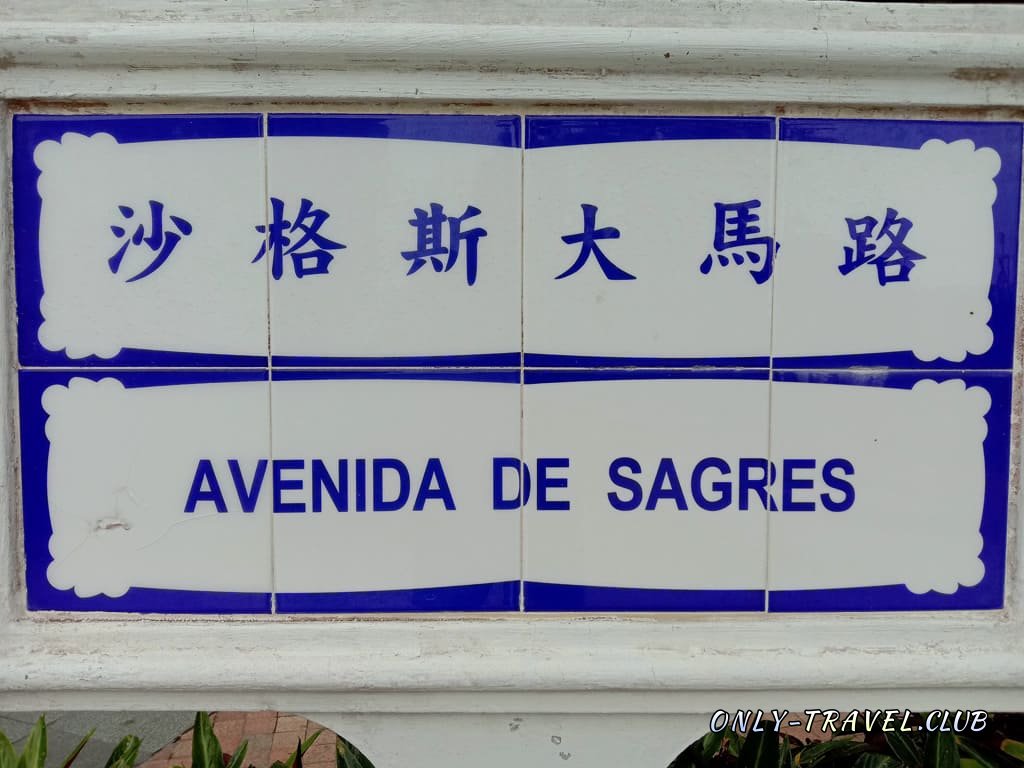 沙格斯大馬路
AVENIDA DE SAGRES
ONLY-TRAVEL.CLUB